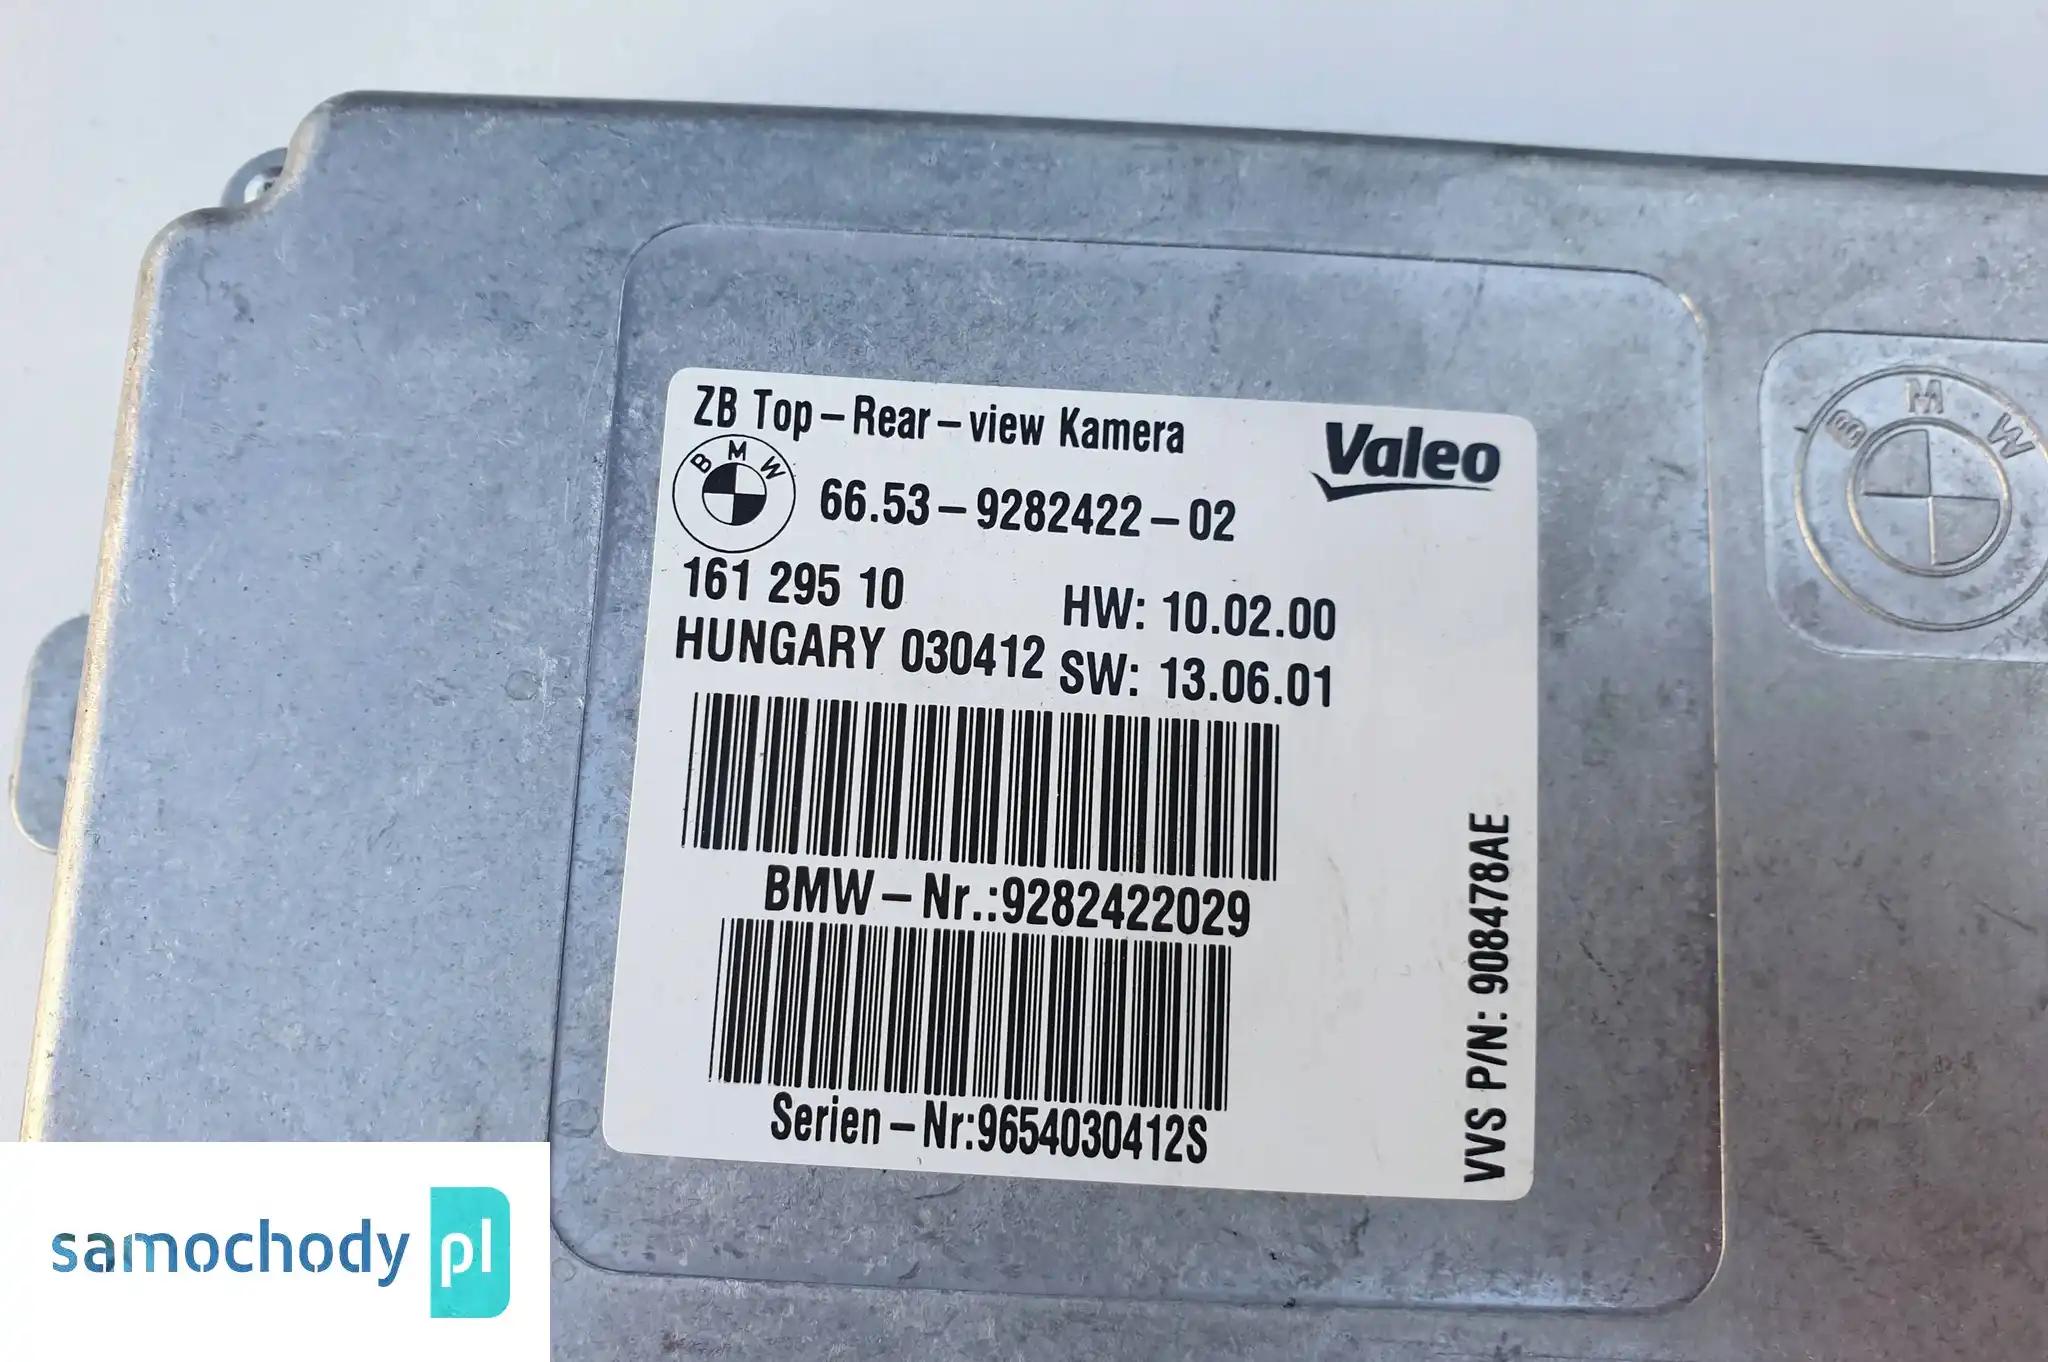 ZB Top-Rear-view Kamera
Valeo
BMW
66.53-9282422-02
161 295 10
HW: 10.02.00
HUNGARY 030412
SW: 13.06.01
BMW-Nr.:9282422029
Serien-Nr:9654030412S
VVS P/N: 908478AE
BMW
samochody pl